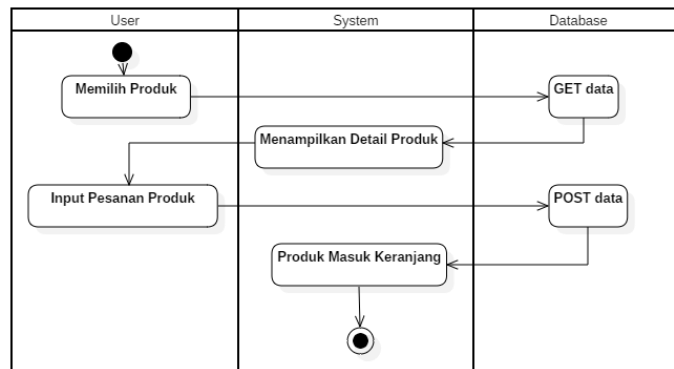 User
System
Database
Memilih Produk
GET data
Menampilkan Detail Produk
Input Pesanan Produk
POST data
Produk Masuk Keranjang